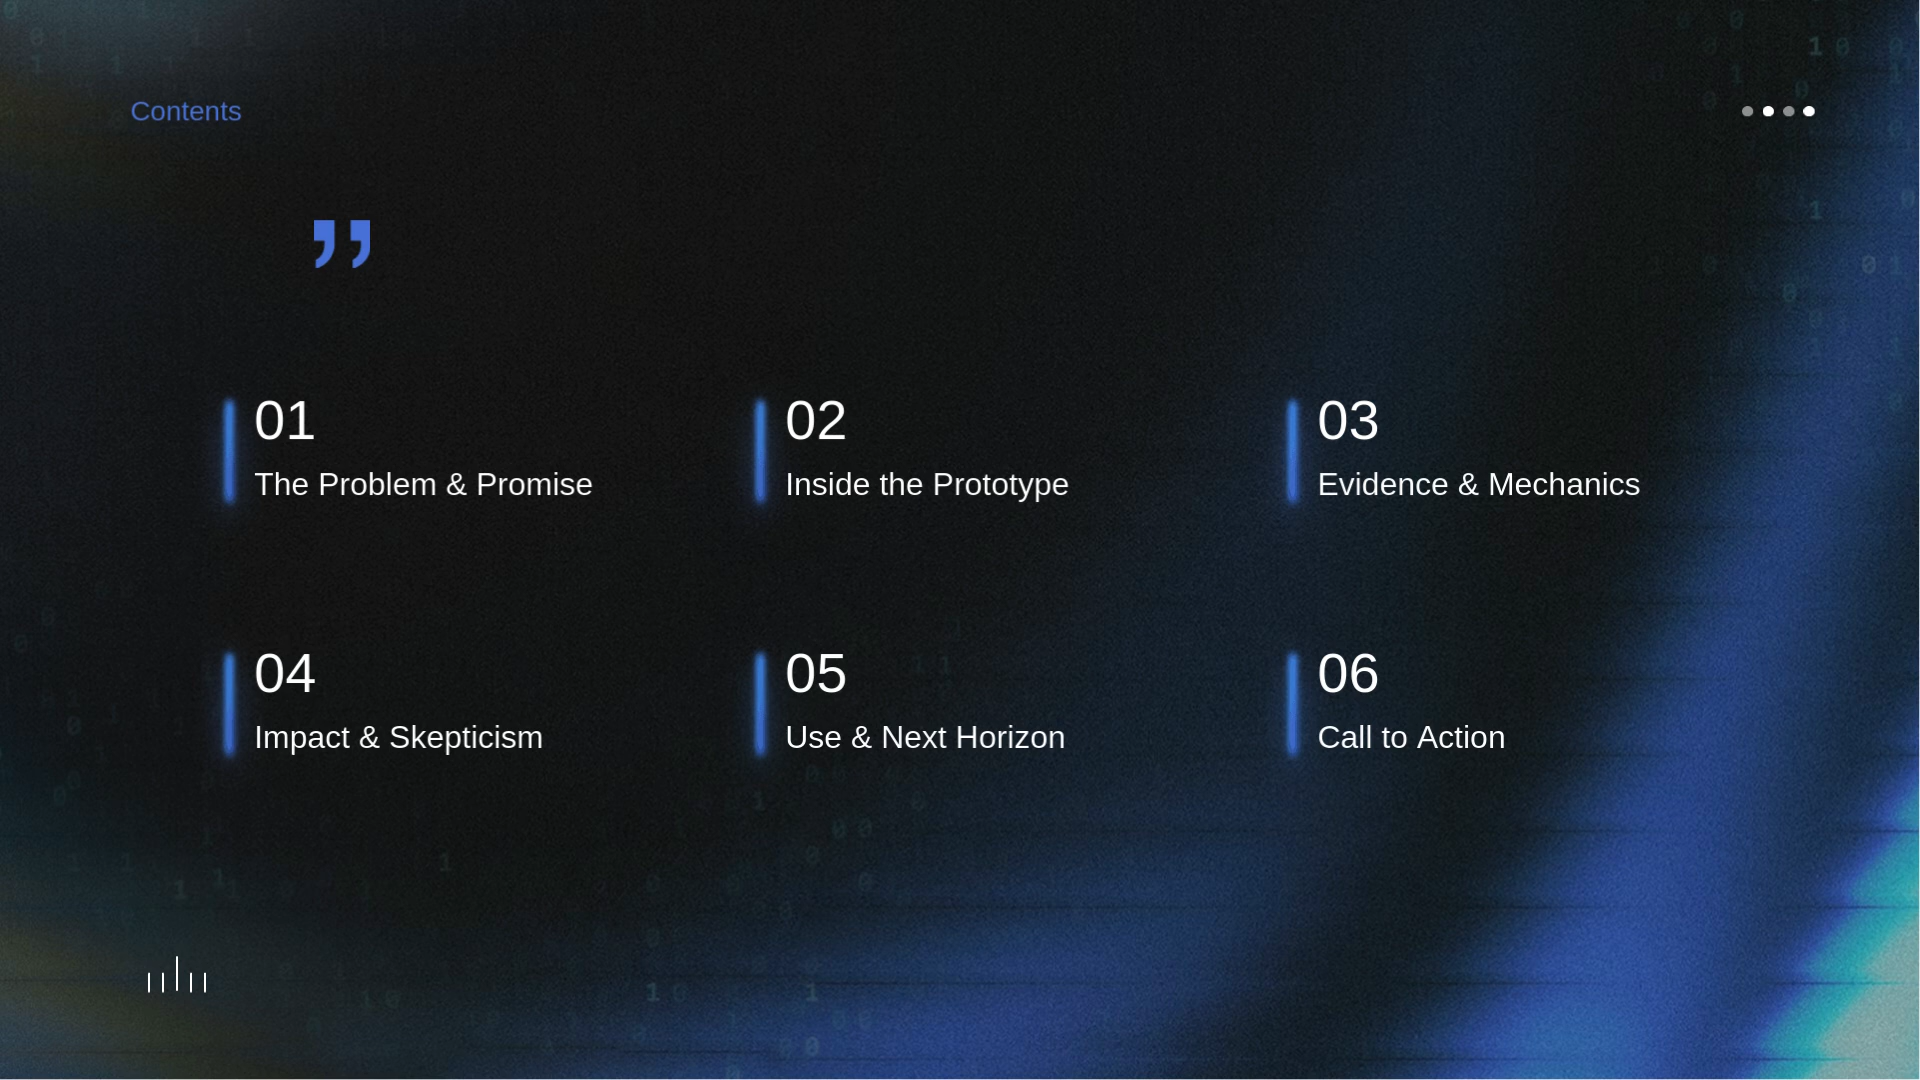 Contents
”
01
The Problem & Promise
02
Inside the Prototype
03
Evidence & Mechanics
04
Impact & Skepticism
05
Use & Next Horizon
06
Call to Action